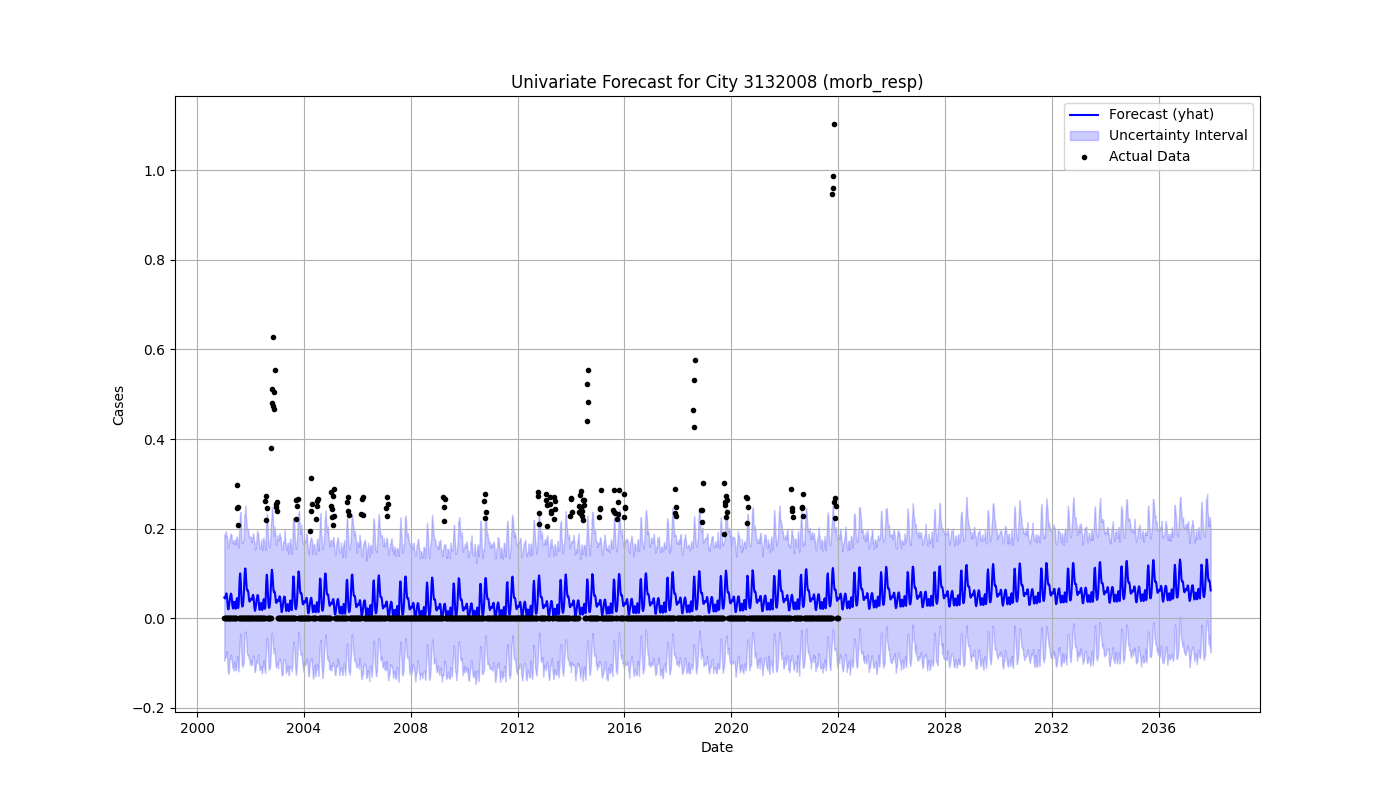 Univariate Forecast for City 3132008 (morb_resp)
Forecast (yhat)
Uncertainty Interval
Actual Data
Cases
1.0
0.8
0.6
0.4
0.2
0.0
−0.2
2000 2004 2008 2012 2016 2020 2024 2028 2032 2036
Date